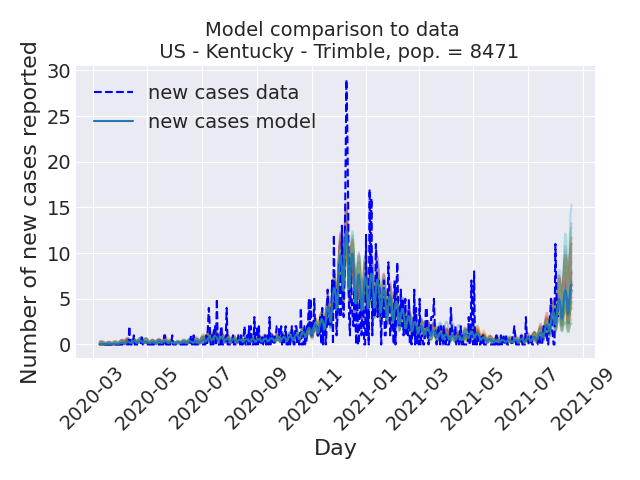 Model comparison to data
US - Kentucky - Trimble, pop. = 8471
Number of new cases reported
30
25
20
15
10
5
0
new cases data
new cases model
2020-03
2020-05
2020-07
2020-09
2020-11
2021-01
2021-03
2021-05
2021-07
2021-09
Day